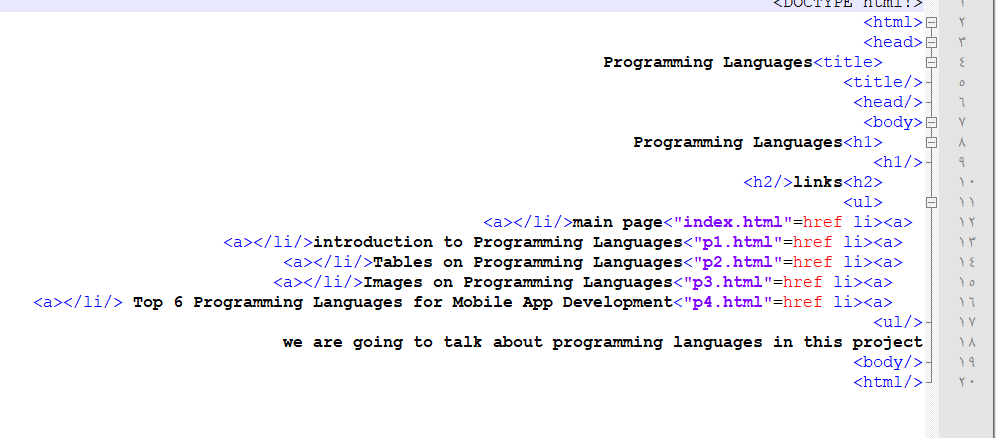 ١ <!DOCTYPE html>
٢ <html>
٣ <head>
٤ <title>Programming Languages
٥ </title>
٦ </head>
٧ <body>
٨ <h1>Programming Languages
٩ </h1>
١٠ <h2>links</h2>
١١ <ul>
١٢ <li><a href="index.html">main page</a></li>
١٣ <li><a href="p1.html">introduction to Programming Languages</a></li>
١٤ <li><a href="p2.html">Tables on Programming Languages</a></li>
١٥ <li><a href="p3.html">Images on Programming Languages</a></li>
١٦ <li><a href="p4.html">Top 6 Programming Languages for Mobile App Development </a></li>
١٧ </ul>
١٨ we are going to talk about programming languages in this project
١٩ </body>
٢٠ </html>